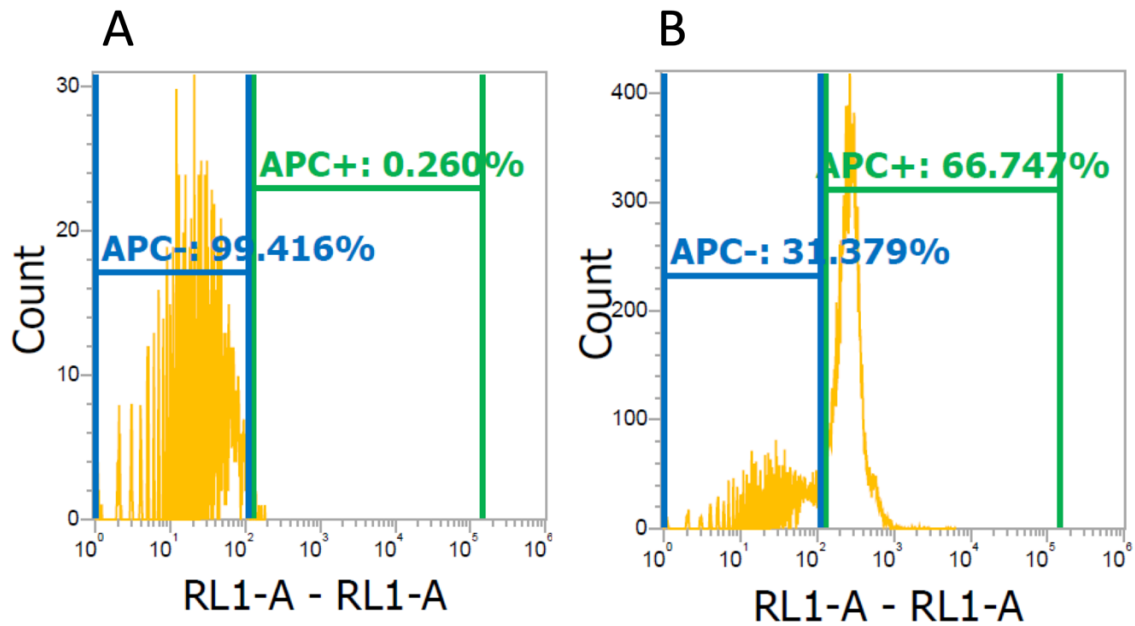 A
30
20
10
0
Count
APC+: 0.260%
APC-: 99.416%
10⁰ 10¹ 10² 10³ 10⁴ 10⁵ 10⁶
RL1-A - RL1-A
B
400
300
200
100
0
Count
APC+: 66.747%
APC-: 31.379%
10⁰ 10¹ 10² 10³ 10⁴ 10⁵ 10⁶
RL1-A - RL1-A